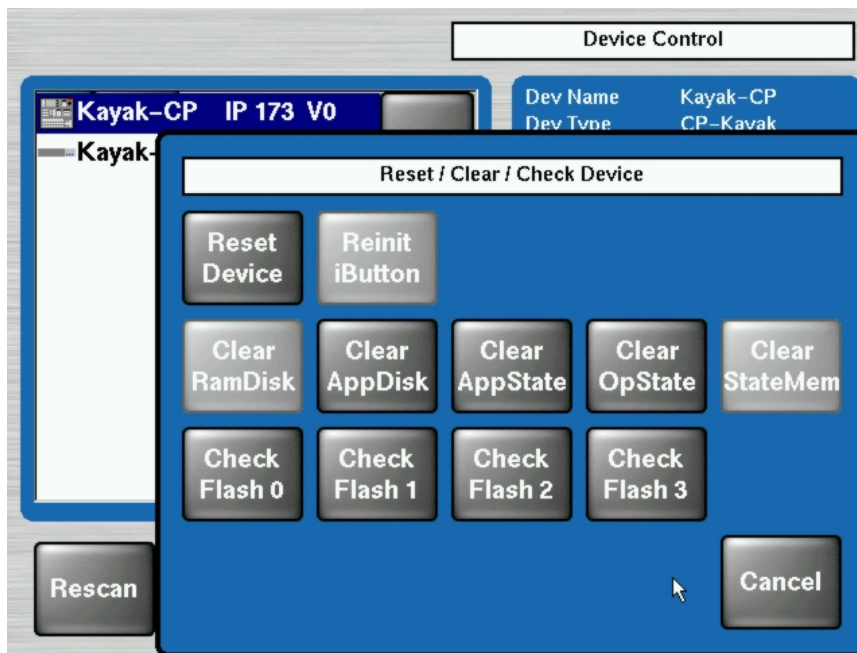 Device Control
Kayak-CP IP 173 V0
Kayak-
Dev Name Kayak-CP
Dev Type CP-Kayak
Reset / Clear / Check Device
Reset
Device
Reinit
iButton
Clear
RamDisk
Clear
AppDisk
Clear
AppState
Clear
OpState
Clear
StateMem
Check
Flash 0
Check
Flash 1
Check
Flash 2
Check
Flash 3
Rescan
Cancel